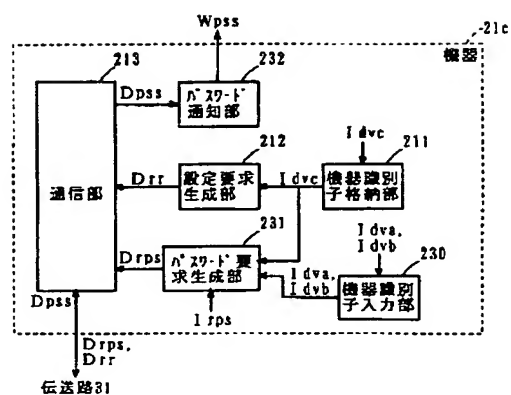 Wpss
21c
機器
213
232
Dpss
パスワード
通知部
212
Idvc
211
通信部
Drr
設定要求
生成部
Idvc
機器識別
子格納部
231
Drps
パスワード要
求生成部
Idva,
Idvb
230
Idva,
Idvb
機器識別
子入力部
Dpss
Irps
Drps,
Drr
伝送路31